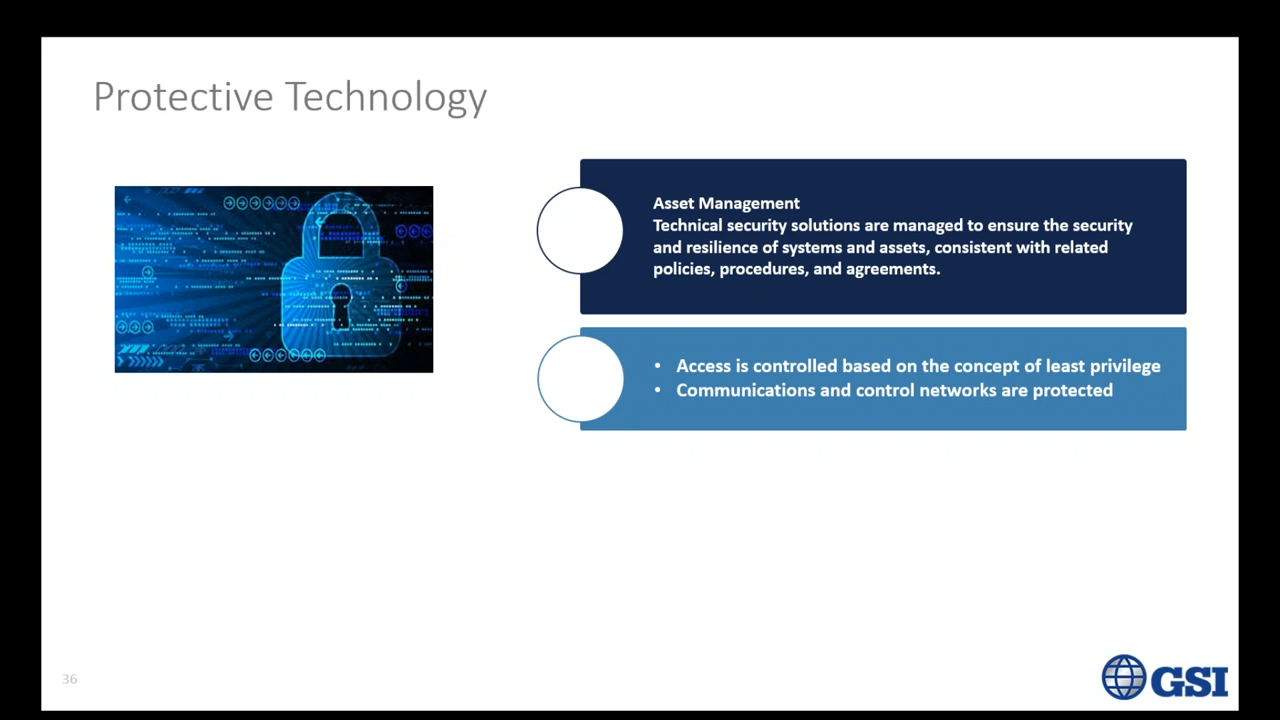 Protective Technology
Asset Management
Technical security solutions are managed to ensure the security
and resilience of systems and assets, consistent with related
policies, procedures, and agreements.
• Access is controlled based on the concept of least privilege
• Communications and control networks are protected
36
GSI